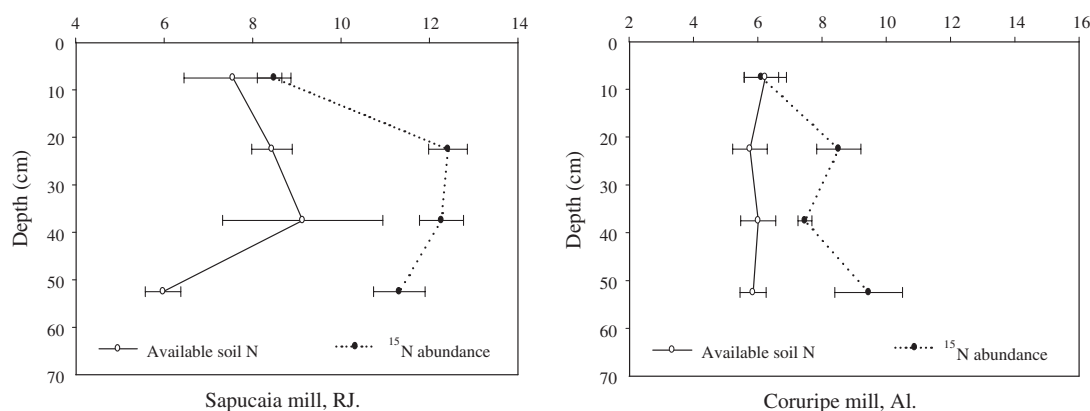 4 6 8 10 12 14
0
10
20
30
40
50
60
70
Depth (cm)
Available soil N
15N abundance
Sapucaia mill, RJ.
2 4 6 8 10 12 14 16
0
10
20
30
40
50
60
70
Depth (cm)
Available soil N
15N abundance
Coruripe mill, Al.